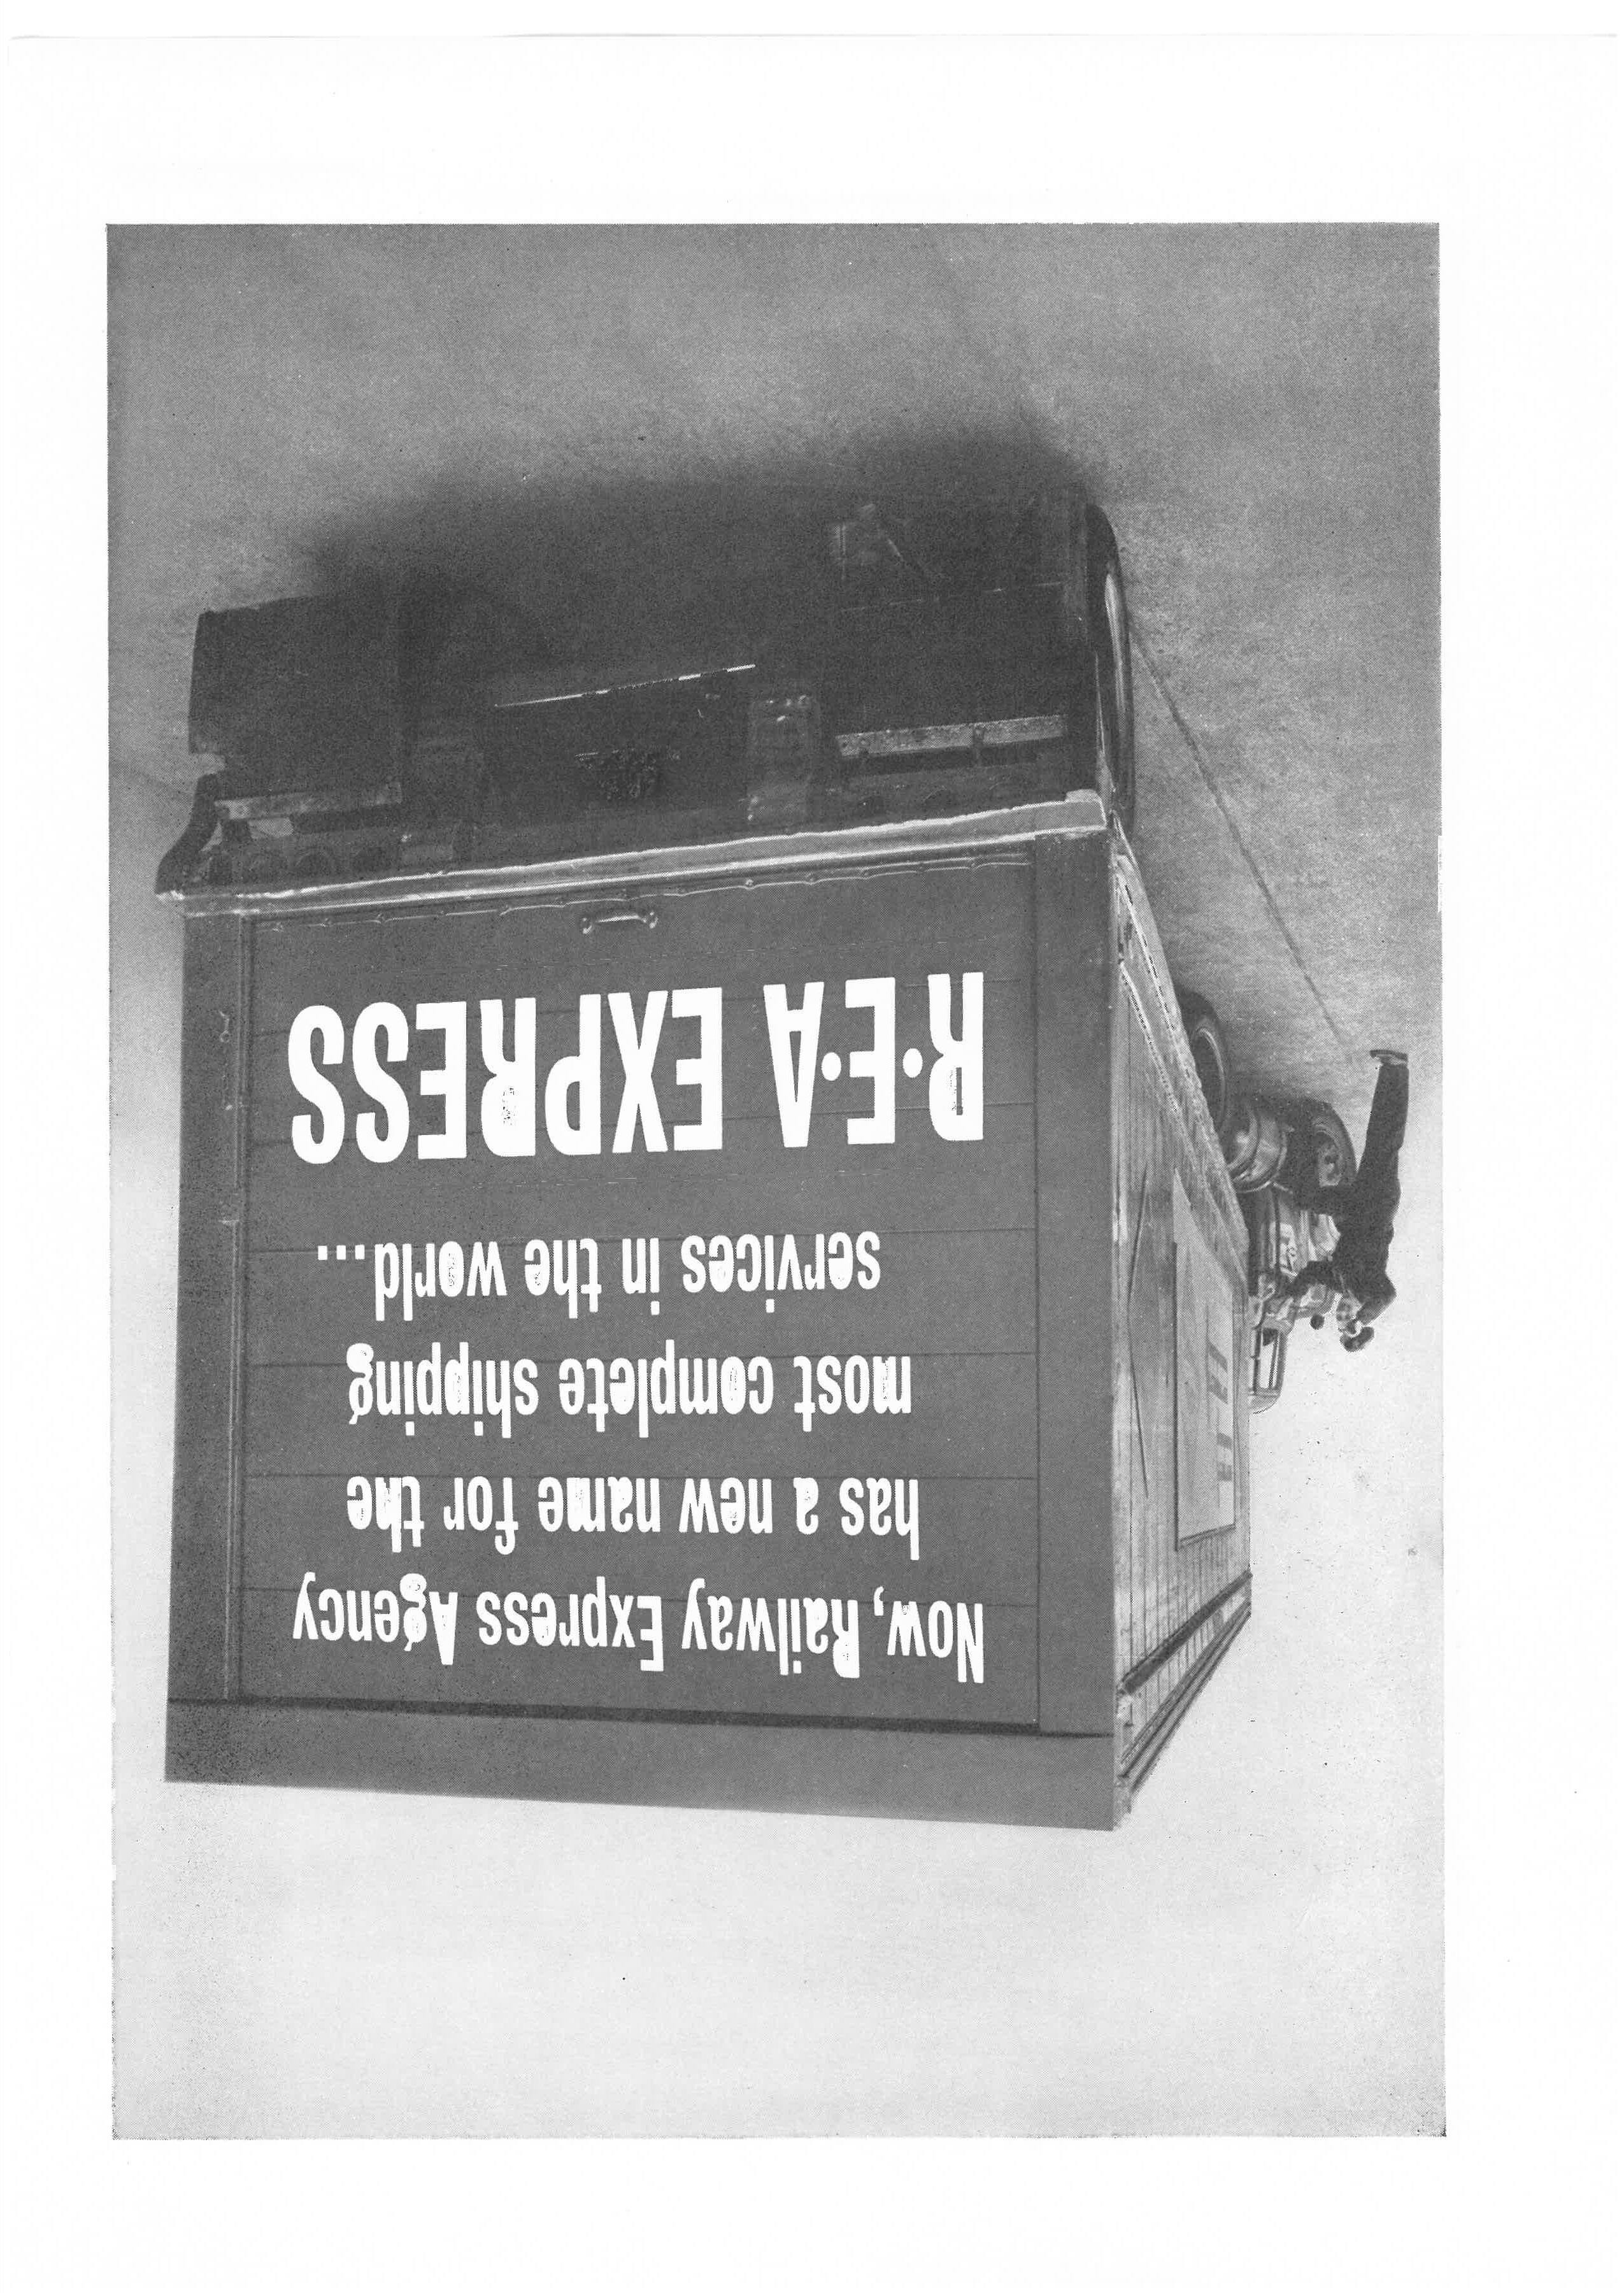 Now, Railway Express Agency
has a new name for the
most complete shipping
services in the world...
R·E·A EXPRESS